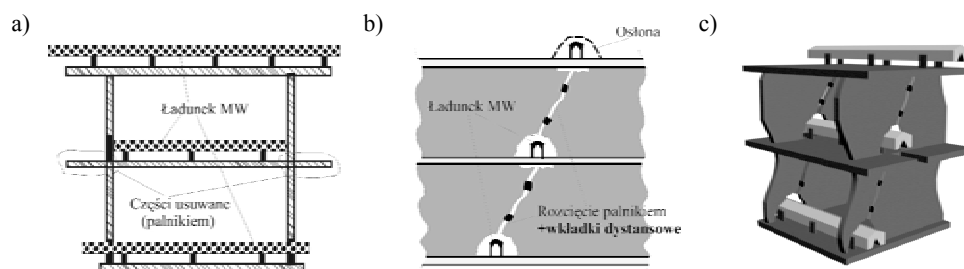 a)
b)
c)
Ładunek MW
Części usuwane
(palnikiem)
Osłona
Ładunek MW
Rozcięcie palnikiem
+wkładki dystansowe